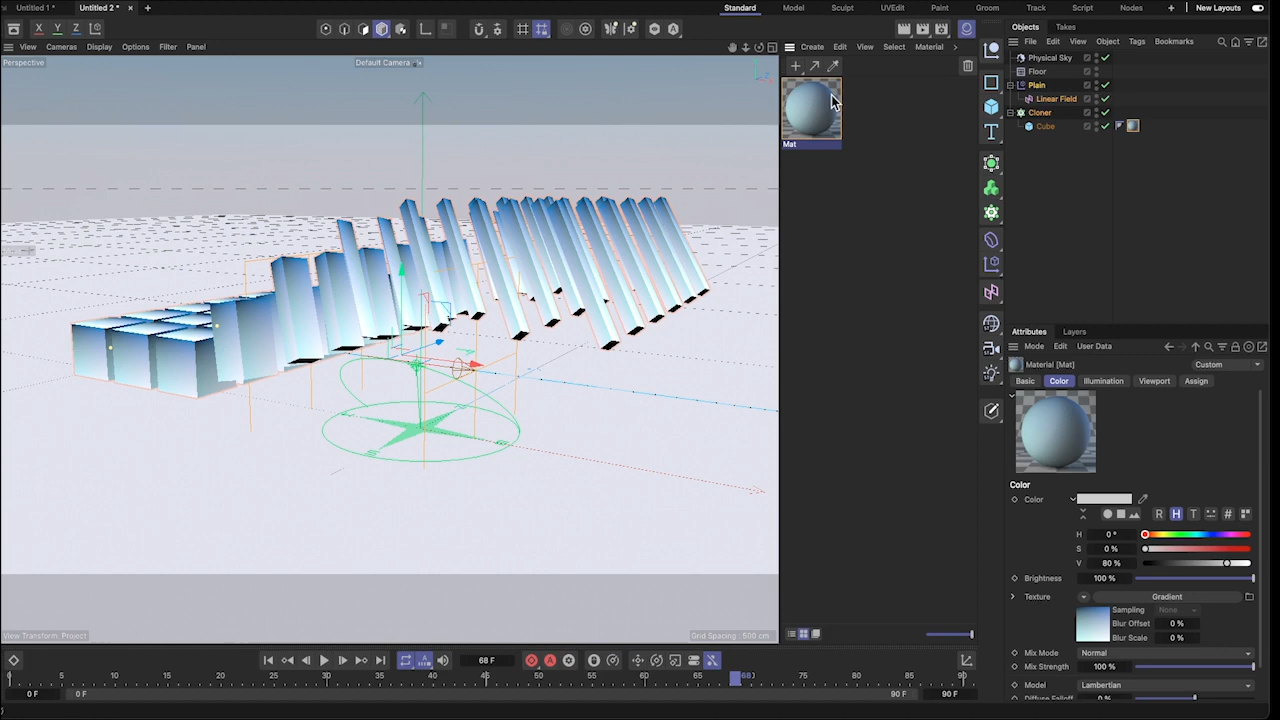 Untitled 1 *
Untitled 2 *
Standard
Model
Sculpt
UVEdit
Paint
Groom
Track
Script
Nodes
New Layouts
X
Y
Z
View
Cameras
Display
Options
Filter
Panel
Create
Edit
View
Select
Material
Objects
Takes
File
Edit
View
Object
Tags
Bookmarks
Perspective
Default Camera
Mat
Physical Sky
Floor
Plain
Linear Field
Cloner
Cube
View Transform: Project
Grid Spacing : 500 cm
Attributes
Layers
Mode
Edit
User Data
Material [Mat]
Custom
Basic
Color
Illumination
Viewport
Assign
Color
Color
R
H
T
#
H
0 °
S
0 %
V
80 %
Brightness
100 %
Texture
Gradient
Sampling
None
Blur Offset
0 %
Blur Scale
0 %
Mix Mode
Normal
Mix Strength
100 %
Model
Lambertian
Diffuse Falloff
0 %
68 F
0
5
10
15
20
25
30
35
40
45
50
55
60
65
68
75
80
85
90
0 F
0 F
90 F
90 F